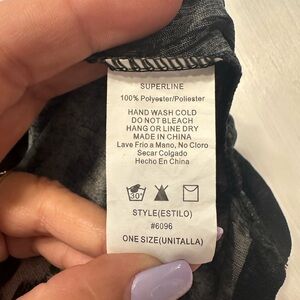 SUPERLINE
100% Polyester/Poliester
HAND WASH COLD
DO NOT BLEACH
HANG OR LINE DRY
MADE IN CHINA
Lave Frio a Mano, No Cloro
Secar Colgado
Hecho En China
30°
STYLE(ESTILO)
#6096
ONE SIZE(UNITALLA)